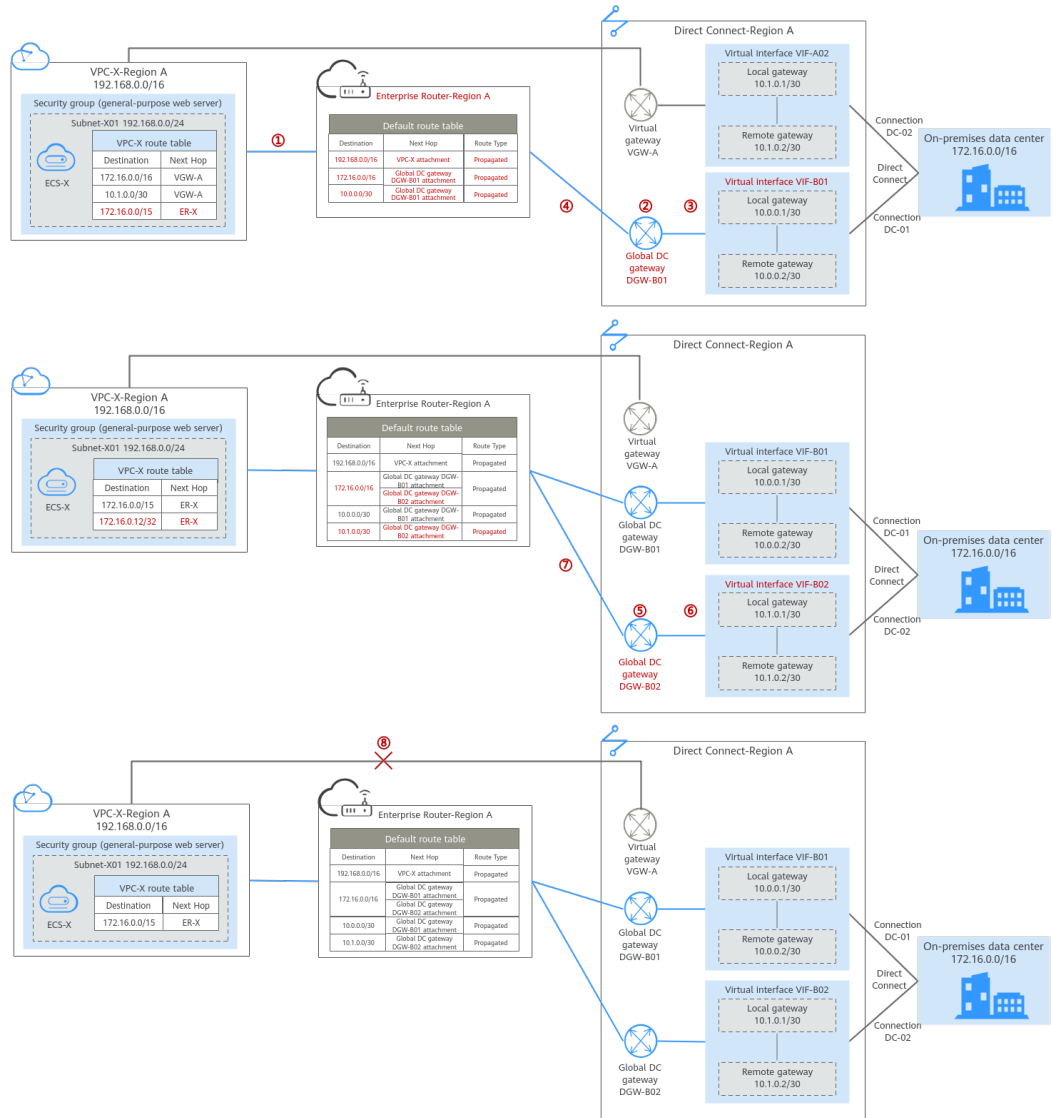 Direct Connect-Region A
VPC-X-Region A
192.168.0.0/16
Security group (general-purpose web server)
Subnet-X01 192.168.0.0/24
ECS-X
VPC-X route table
Destination Next Hop
172.16.0.0/16 VGW-A
10.1.0.0/30 VGW-A
172.16.0.0/15 ER-X
①
Enterprise Router-Region A
Default route table
Destination Next Hop Route Type
192.168.0.0/16 VPC-X attachment Propagated
172.16.0.0/16 Global DC gateway
DGW-B01 attachment Propagated
10.0.0.0/30 Global DC gateway
DGW-B01 attachment Propagated
④
Virtual
gateway
VGW-A
②
③
Global DC
gateway
DGW-B01
Virtual interface VIF-A02
Local gateway
10.1.0.1/30
Remote gateway
10.1.0.2/30
Virtual interface VIF-B01
Local gateway
10.0.0.1/30
Remote gateway
10.0.0.2/30
Connection
DC-02
Direct
Connect
Connection
DC-01
On-premises data center
172.16.0.0/16
Direct Connect-Region A
VPC-X-Region A
192.168.0.0/16
Security group (general-purpose web server)
Subnet-X01 192.168.0.0/24
ECS-X
VPC-X route table
Destination Next Hop
172.16.0.0/15 ER-X
172.16.0.12/32 ER-X
Enterprise Router-Region A
Default route table
Destination Next Hop Route Type
192.168.0.0/16 VPC-X attachment Propagated
172.16.0.0/16 Global DC gateway DGW-
B01 attachment Propagated
Global DC gateway DGW-
B02 attachment
10.0.0.0/30 Global DC gateway DGW-
B01 attachment Propagated
10.1.0.0/30 Global DC gateway DGW-
B02 attachment Propagated
⑦
Virtual
gateway
VGW-A
Global DC
gateway
DGW-B01
⑤
⑥
Global DC
gateway
DGW-B02
Virtual interface VIF-B01
Local gateway
10.0.0.1/30
Remote gateway
10.0.0.2/30
Virtual interface VIF-B02
Local gateway
10.1.0.1/30
Remote gateway
10.1.0.2/30
Connection
DC-01
Direct
Connect
Connection
DC-02
On-premises data center
172.16.0.0/16
⑧
Direct Connect-Region A
VPC-X-Region A
192.168.0.0/16
Security group (general-purpose web server)
Subnet-X01 192.168.0.0/24
ECS-X
VPC-X route table
Destination Next Hop
172.16.0.0/15 ER-X
Enterprise Router-Region A
Default route table
Destination Next Hop Route Type
192.168.0.0/16 VPC-X attachment Propagated
172.16.0.0/16 Global DC gateway
DGW-B01 attachment Propagated
Global DC gateway
DGW-B02 attachment
10.0.0.0/30 Global DC gateway
DGW-B01 attachment Propagated
10.1.0.0/30 Global DC gateway
DGW-B02 attachment Propagated
Virtual
gateway
VGW-A
Global DC
gateway
DGW-B01
Global DC
gateway
DGW-B02
Virtual interface VIF-B01
Local gateway
10.0.0.1/30
Remote gateway
10.0.0.2/30
Virtual interface VIF-B02
Local gateway
10.1.0.1/30
Remote gateway
10.1.0.2/30
Connection
DC-01
Direct
Connect
Connection
DC-02
On-premises data center
172.16.0.0/16